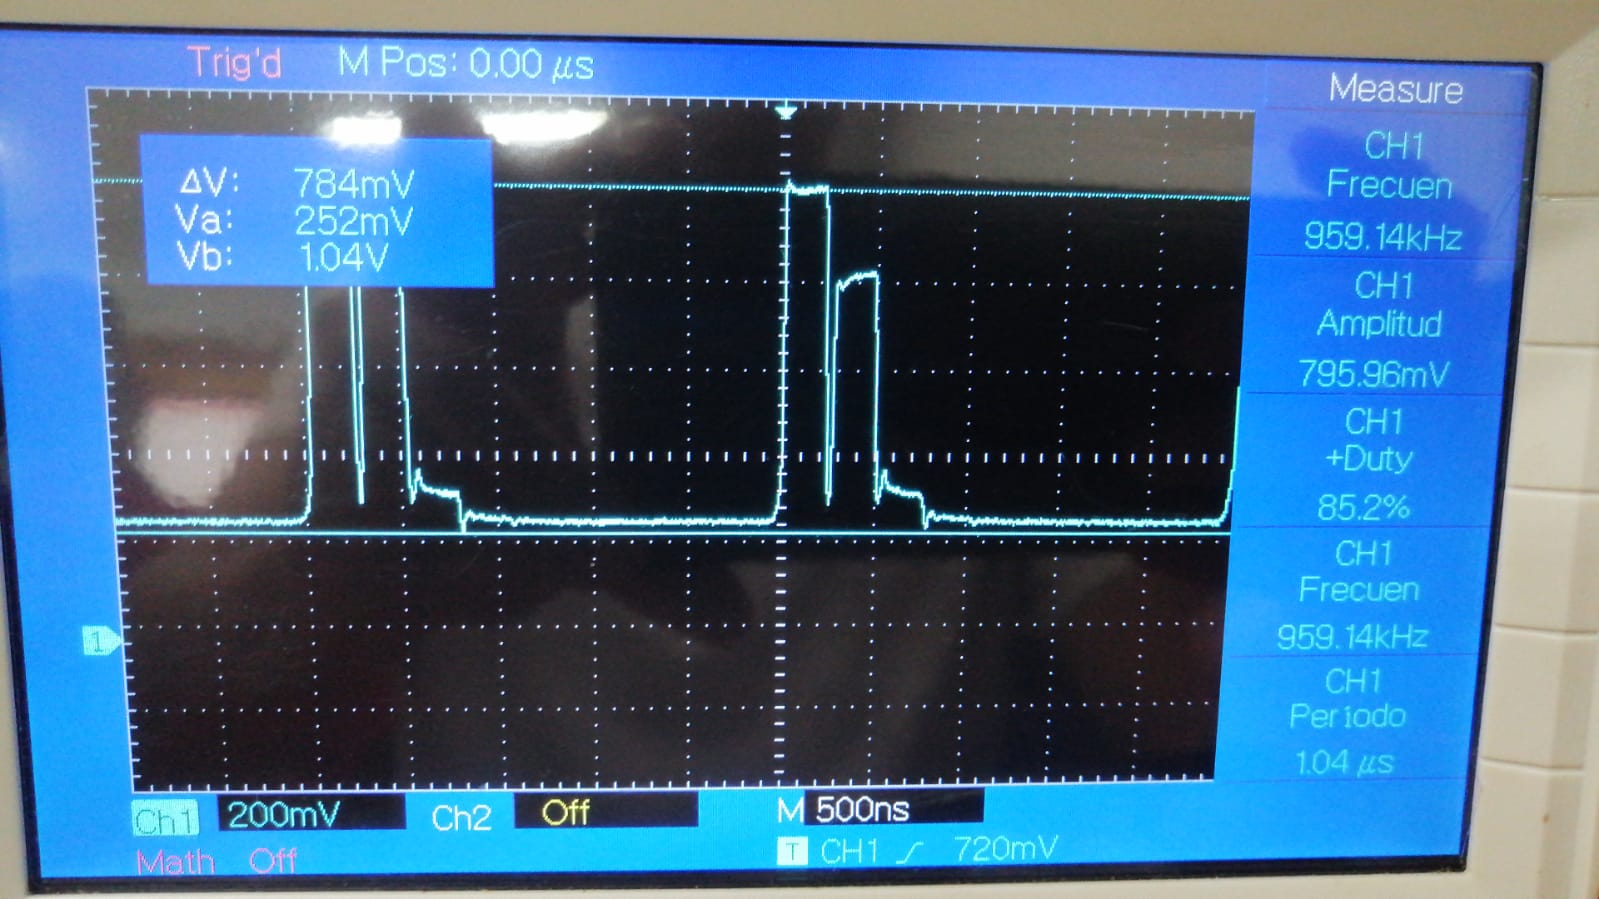 Trig'd M Pos: 0.00 µs
Measure
ΔV: 784mV
Va: 252mV
Vb: 1.04V
CH1
Frecuen
959.14kHz
CH1
Amplitud
795.96mV
CH1
+Duty
85.2%
CH1
Frecuen
959.14kHz
CH1
Período
1.04 µs
1
Ch1 200mV Ch2 Off M 500ns
Math Off T CH1 720mV